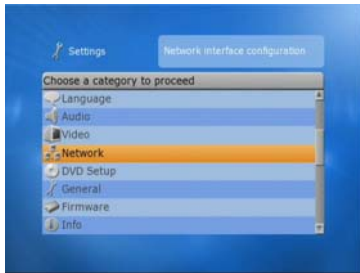 Settings
Network interface configuration
Choose a category to proceed
Language
Audio
Video
Network
DVD Setup
General
Firmware
Info